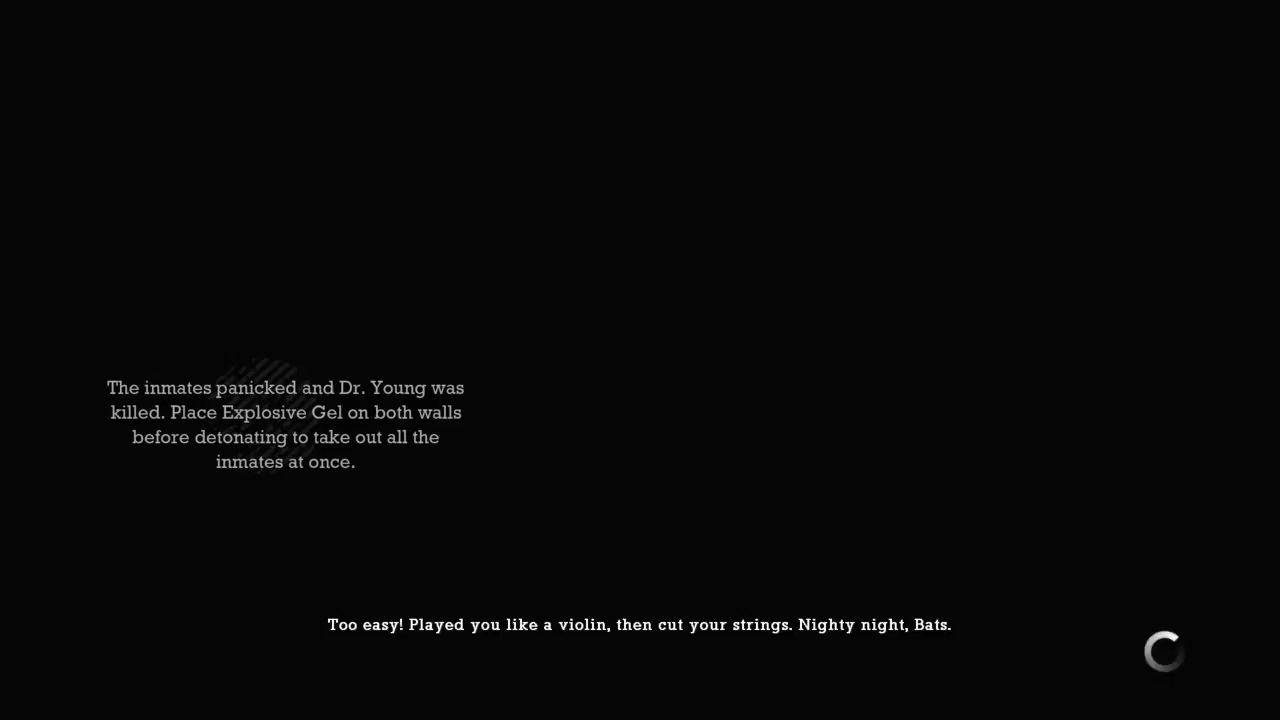 The inmates panicked and Dr. Young was
killed. Place Explosive Gel on both walls
before detonating to take out all the
inmates at once.
Too easy! Played you like a violin, then cut your strings. Nighty night, Bats.